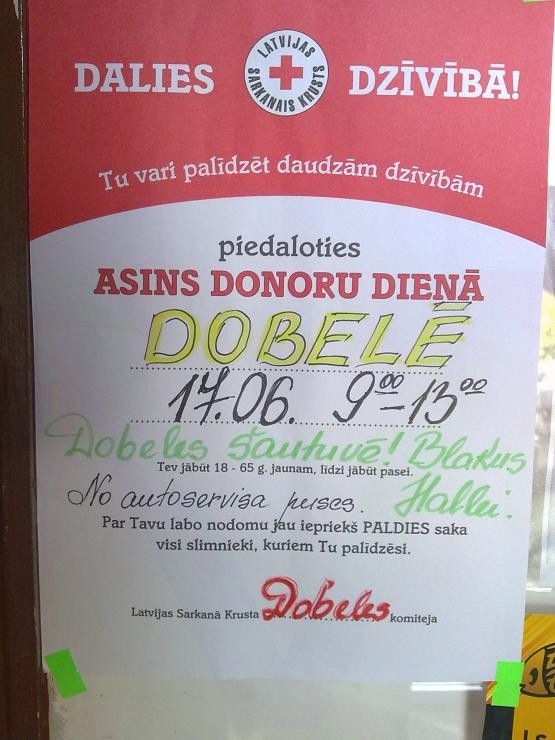 DALIES LATVIJAS SARKANAIS KRUSTS DZĪVĪBĀ!
Tu vari palīdzēt daudzām dzīvībām
piedaloties
ASINS DONORU DIENĀ
DOBELĒ
17.06. 9⁰⁰-13⁰⁰
Dobeles šautuvē! Blakus
Tev jābūt 18 - 65 g. jaunam, līdzi jābūt pasei.
No autoservisa puses. Hallei.
Par Tavu labo nodomu jau iepriekš PALDIES saka
visi slimnieki, kuriem Tu palīdzēsi.
Latvijas Sarkanā Krusta Dobeles komiteja